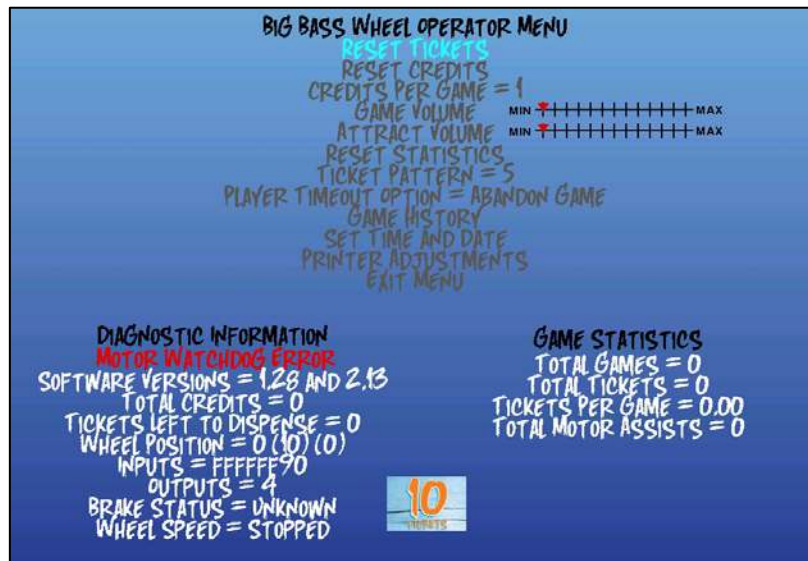 BIG BASS WHEEL OPERATOR MENU
RESET TICKETS
RESET CREDITS
CREDITS PER GAME = 1
GAME VOLUME MIN MAX
ATTRACT VOLUME MIN MAX
RESET STATISTICS
TICKET PATTERN = 5
PLAYER TIMEOUT OPTION = ABANDON GAME
GAME HISTORY
SET TIME AND DATE
PRINTER ADJUSTMENTS
EXIT MENU
DIAGNOSTIC INFORMATION
MOTOR WATCHDOG ERROR
SOFTWARE VERSIONS = 1.28 AND 2.13
TOTAL CREDITS = 0
TICKETS LEFT TO DISPENSE = 0
WHEEL POSITION = 0 (10) (0)
INPUTS = FFFFFF90
OUTPUTS = 4
BRAKE STATUS = UNKNOWN
WHEEL SPEED = STOPPED
GAME STATISTICS
TOTAL GAMES = 0
TOTAL TICKETS = 0
TICKETS PER GAME = 0.00
TOTAL MOTOR ASSISTS = 0
10
TICKETS